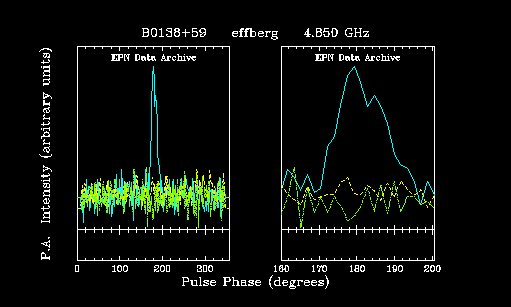 B0138+59 effberg 4.850 GHz
EPN Data Archive
EPN Data Archive
P.A. Intensity (arbitrary units)
0 100 200 300
160 170 180 190 200
Pulse Phase (degrees)